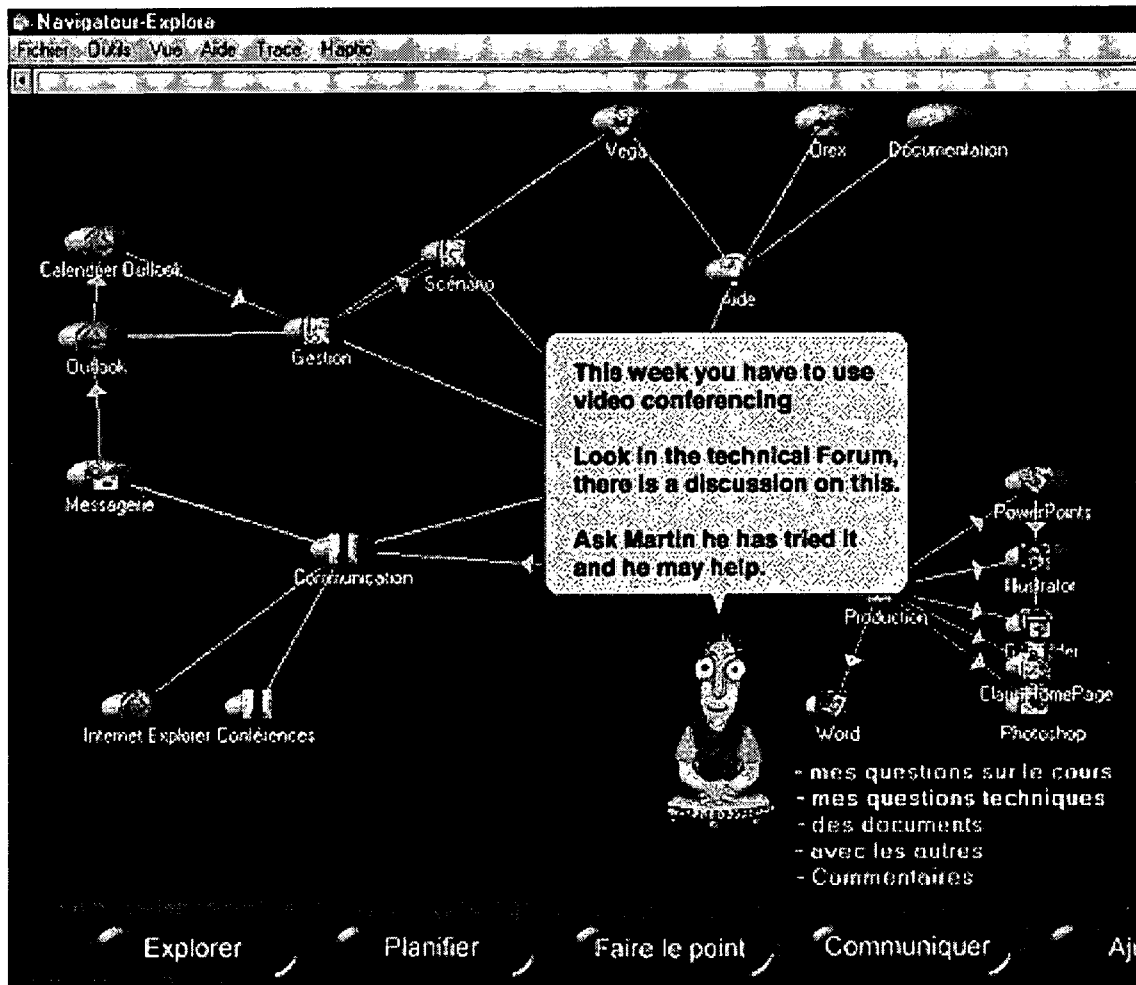 Navigatour-Explora
Fichier Outils Vue Aide Trace Haptic
Vega
Orex
Documentation
Calendrier Outlook
Scénario
Aide
Outlook
Gestion
This week you have to use
video conferencing
Look in the technical Forum,
there is a discussion on this.
Ask Martin he has tried it
and he may help.
Messagerie
PowerPoints
Communication
Illustrator
Production
ClarisHomePage
Internet Explorer
Conférences
Word
Photoshop
- mes questions sur le cours
- mes questions techniques
- des documents
- avec les autres
- Commentaires
Explorer
Planifier
Faire le point
Communiquer
Aju